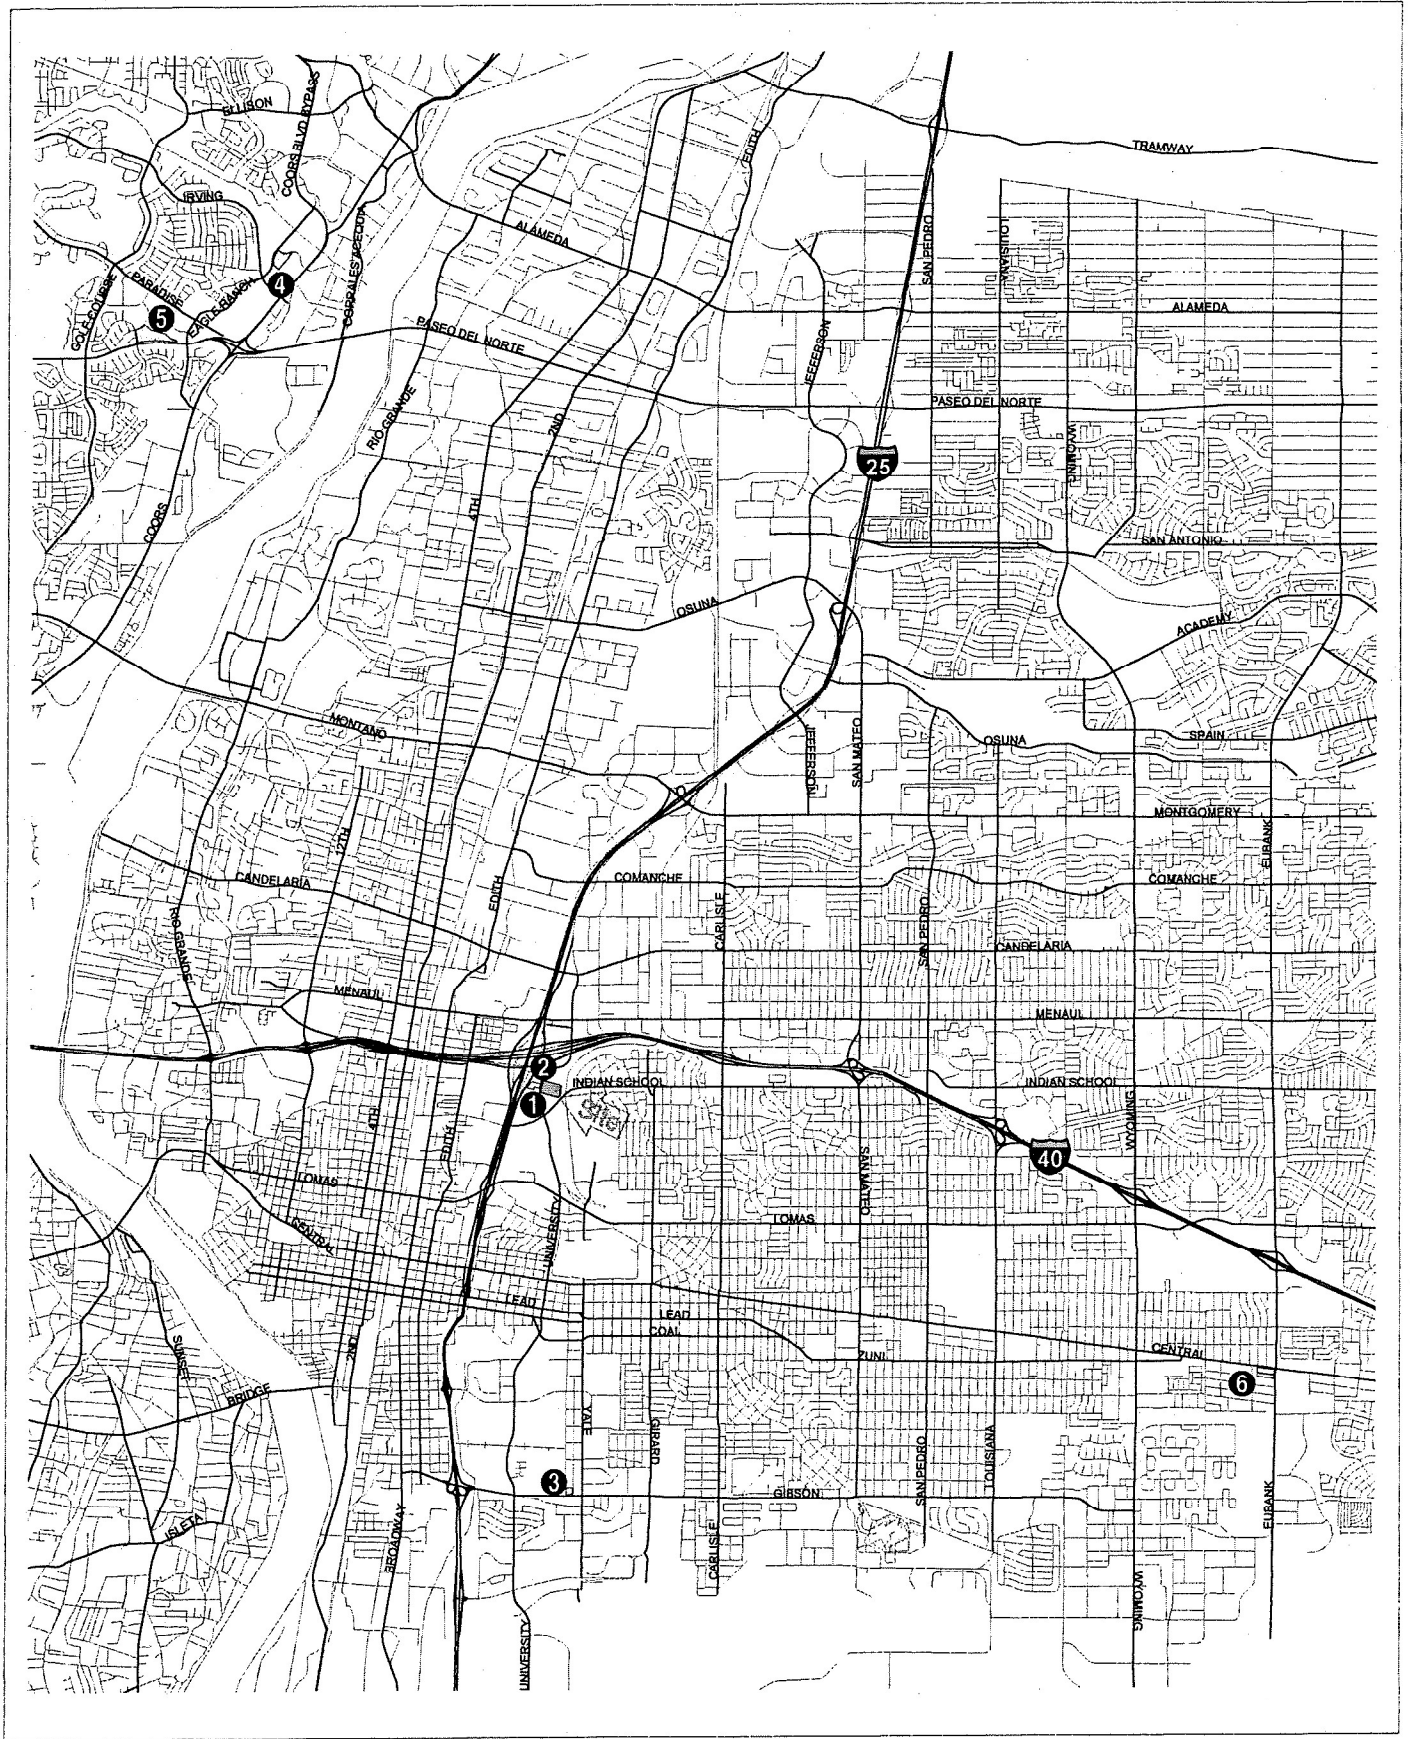 ELLISON
COORS BLVD BYPASS
EDITH
TRAMWAY
IRVING
CORRALES ACEQUIA
ALAMEDA
SAN PEDRO
LOUISIANA
4
PARADISE
EAGLE RANCH
GOLF COURSE
5
ALAMEDA
PASEO DEL NORTE
JEFFERSON
RIO GRANDE
2ND
PASEO DEL NORTE
WYOMING
25
4TH
COORS
SAN ANTONIO
OSUNA
ACADEMY
MONTANO
JEFFERSON
SAN MATEO
OSUNA
SPAIN
MONTGOMERY
12TH
EUBANK
CANDELARIA
EDITH
COMANCHE
COMANCHE
RIO GRANDE
CARLISLE
SAN PEDRO
CANDELARIA
MENAUL
MENAUL
2
INDIAN SCHOOL
INDIAN SCHOOL
1
Site
4TH
EDITH
WYOMING
SAN MATEO
40
LOMAS
CENTRAL
UNIVERSITY
LOMAS
LEAD
LEAD
COAL
SUNSET
2ND
ZUNI
CENTRAL
BRIDGE
6
YALE
GIRARD
SAN PEDRO
LOUISIANA
3
GIBSON
EUBANK
ISLETA
BROADWAY
CARLISLE
WYOMING
UNIVERSITY